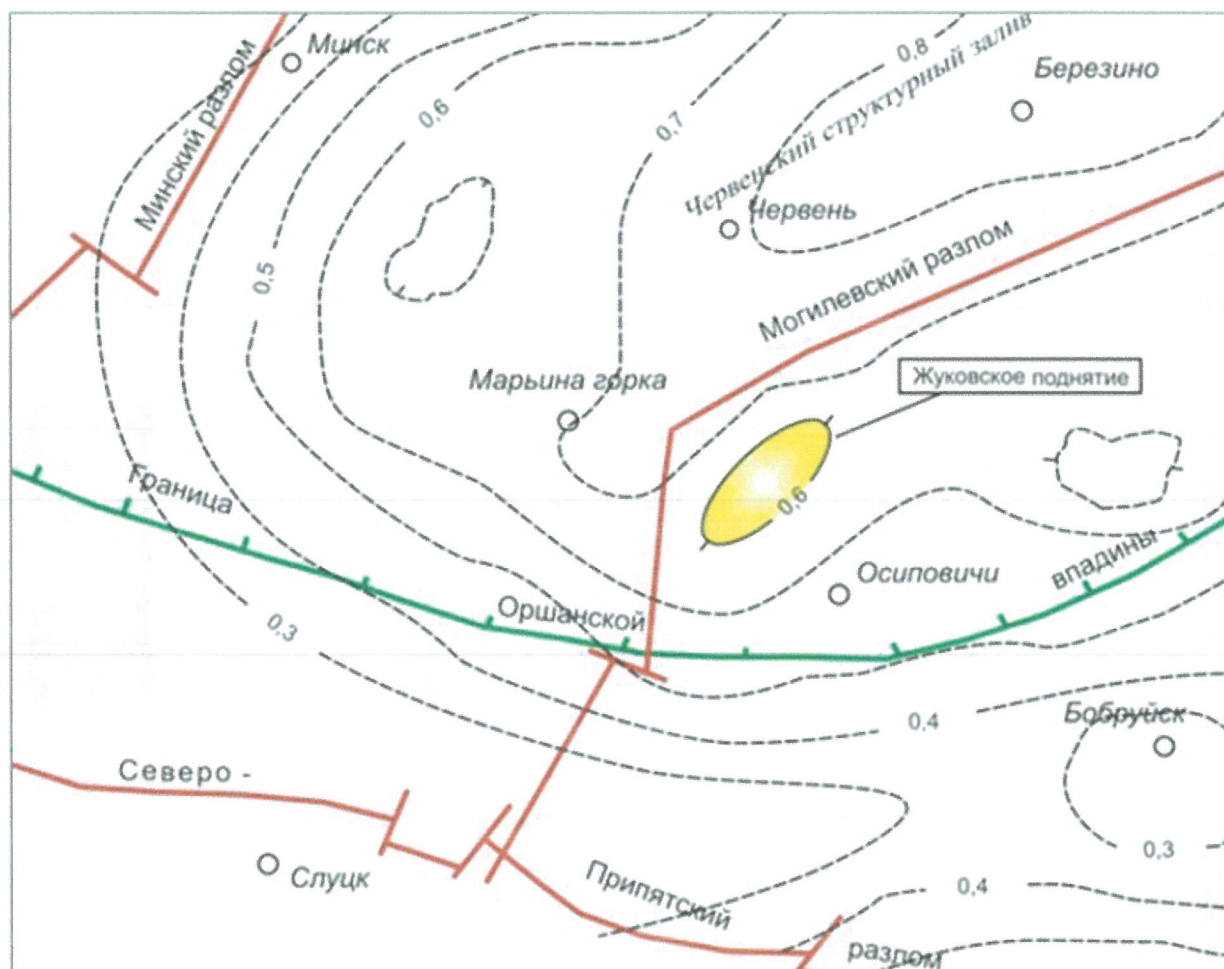 Минск
0,8
Червенский структурный залив
Березино
Минский разлом
0,6
0,7
Червень
0,5
Могилевский разлом
Марьина горка
Жуковское поднятие
Граница
0,6
Осиповичи
впадины
Оршанской
0,3
0,4
Бобруйск
Северо -
Слуцк
Припятский
0,4
0,3
разлом